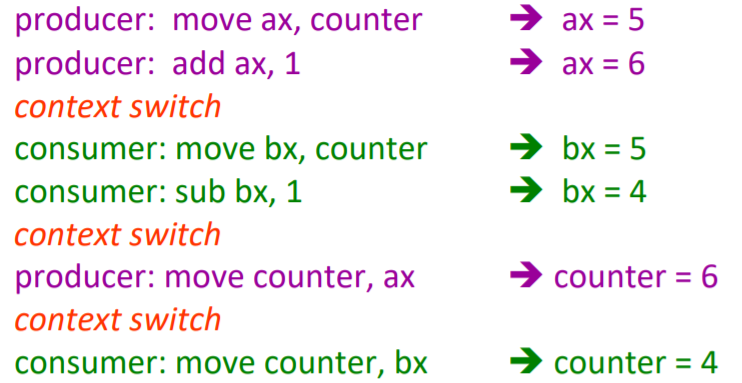 producer: move ax, counter ➔ ax = 5
producer: add ax, 1 ➔ ax = 6
context switch
consumer: move bx, counter ➔ bx = 5
consumer: sub bx, 1 ➔ bx = 4
context switch
producer: move counter, ax ➔ counter = 6
context switch
consumer: move counter, bx ➔ counter = 4